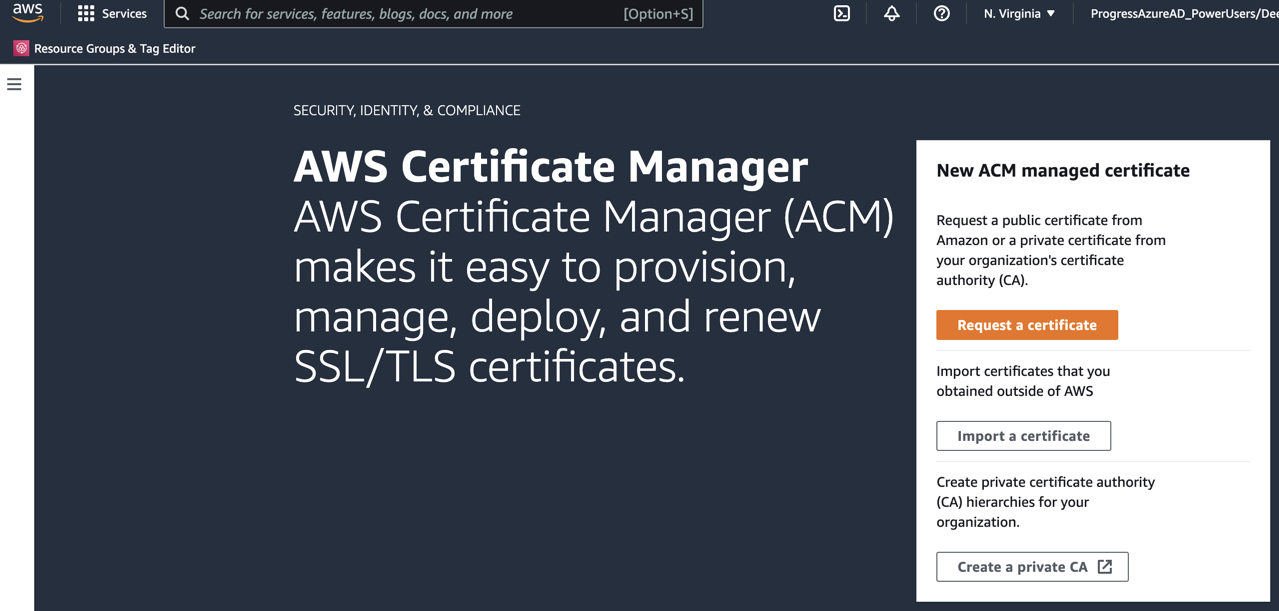 aws
Services
Search for services, features, blogs, docs, and more
[Option+S]
N. Virginia
ProgressAzureAD_PowerUsers/
Resource Groups & Tag Editor
SECURITY, IDENTITY, & COMPLIANCE
AWS Certificate Manager
AWS Certificate Manager (ACM)
makes it easy to provision,
manage, deploy, and renew
SSL/TLS certificates.
New ACM managed certificate
Request a public certificate from
Amazon or a private certificate from
your organization's certificate
authority (CA).
Request a certificate
Import certificates that you
obtained outside of AWS
Import a certificate
Create private certificate authority
(CA) hierarchies for your
organization.
Create a private CA